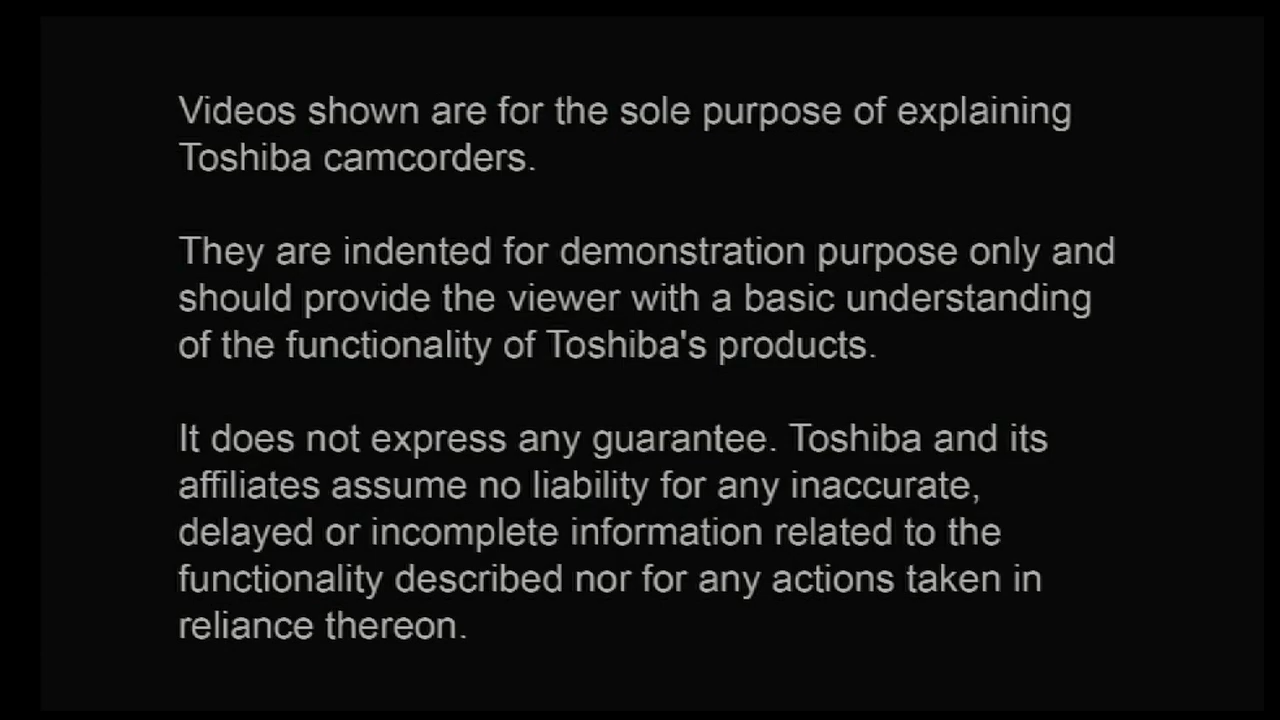 Videos shown are for the sole purpose of explaining
Toshiba camcorders.
They are indented for demonstration purpose only and
should provide the viewer with a basic understanding
of the functionality of Toshiba's products.
It does not express any guarantee. Toshiba and its
affiliates assume no liability for any inaccurate,
delayed or incomplete information related to the
functionality described nor for any actions taken in
reliance thereon.